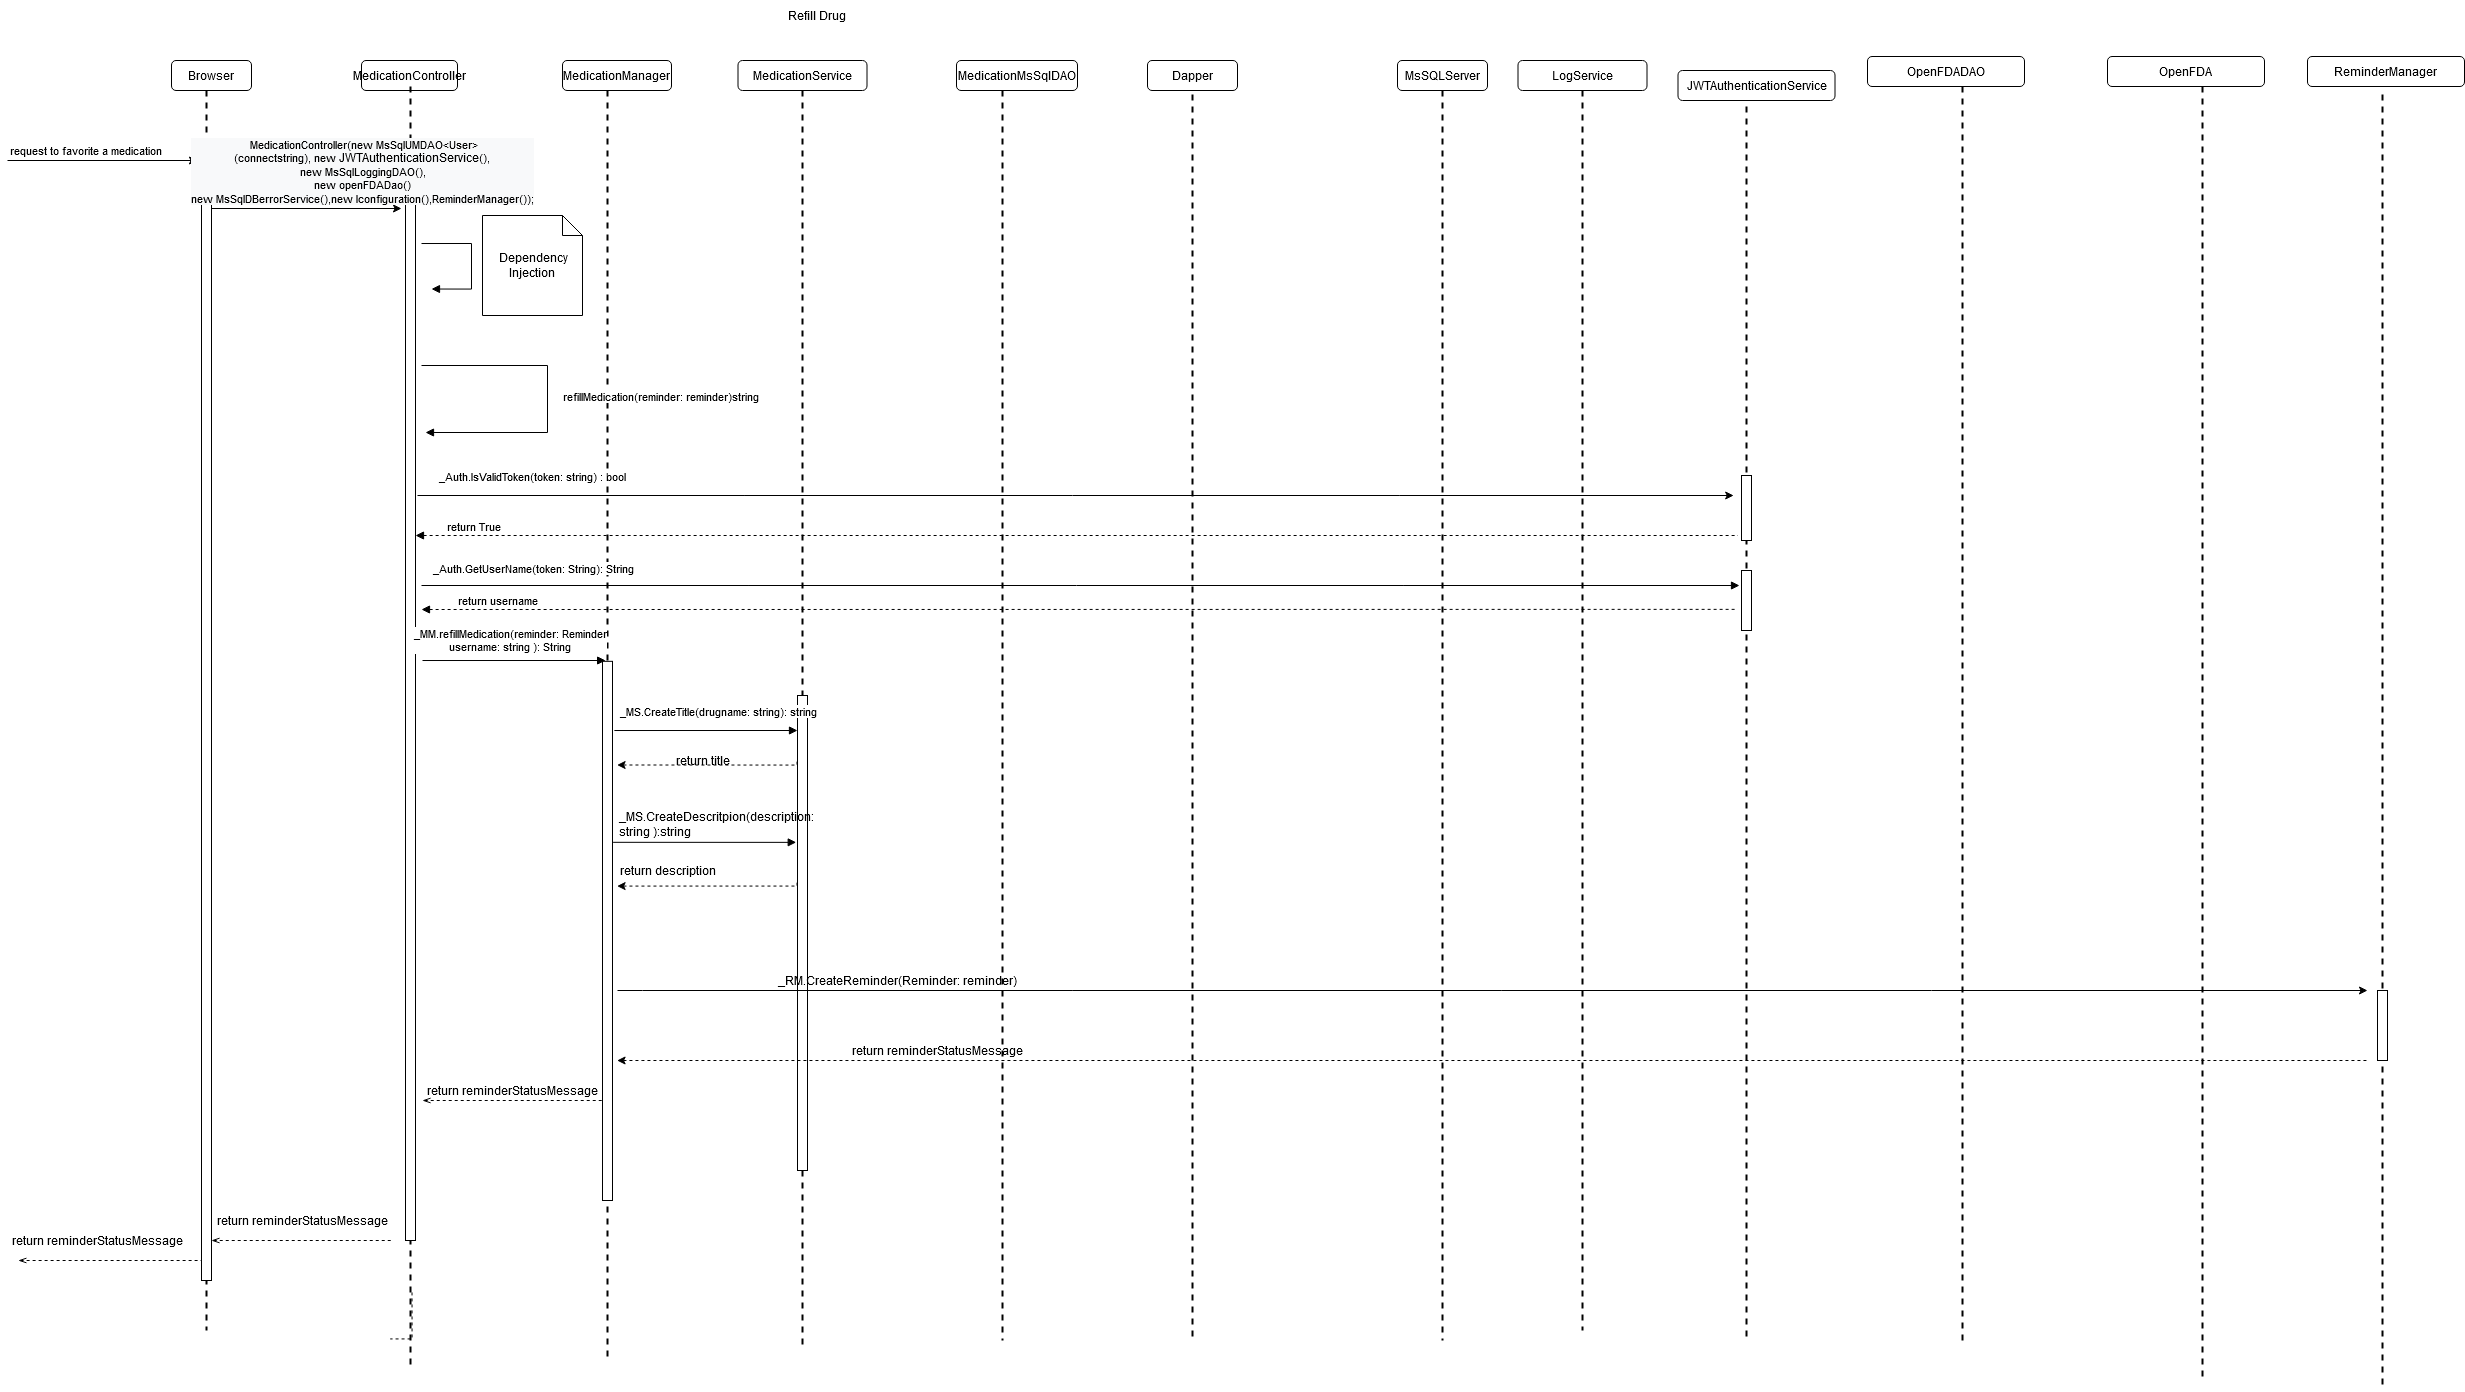 Refill Drug
Browser
MedicationController
MedicationManager
MedicationService
MedicationMsSqlDAO
Dapper
MsSQLServer
LogService
JWTAuthenticationService
OpenFDADAO
OpenFDA
ReminderManager
request to favorite a medication
MedicationController(new MsSqlUMDAO<User>
(connectstring), new JWTAuthenticationService(),
new MsSqlLoggingDAO(),
new openFDADao()
new MsSqlDBerrorService(),new Iconfiguration(),ReminderManager());
Dependency
Injection
refillMedication(reminder: reminder)string
_Auth.IsValidToken(token: string) : bool
return True
_Auth.GetUserName(token: String): String
return username
_MM.refillMedication(reminder: Reminder
username: string ): String
_MS.CreateTitle(drugname: string): string
return title
_MS.CreateDescritpion(description:
string ):string
return description
_RM.CreateReminder(Reminder: reminder)
return reminderStatusMessage
return reminderStatusMessage
return reminderStatusMessage
return reminderStatusMessage